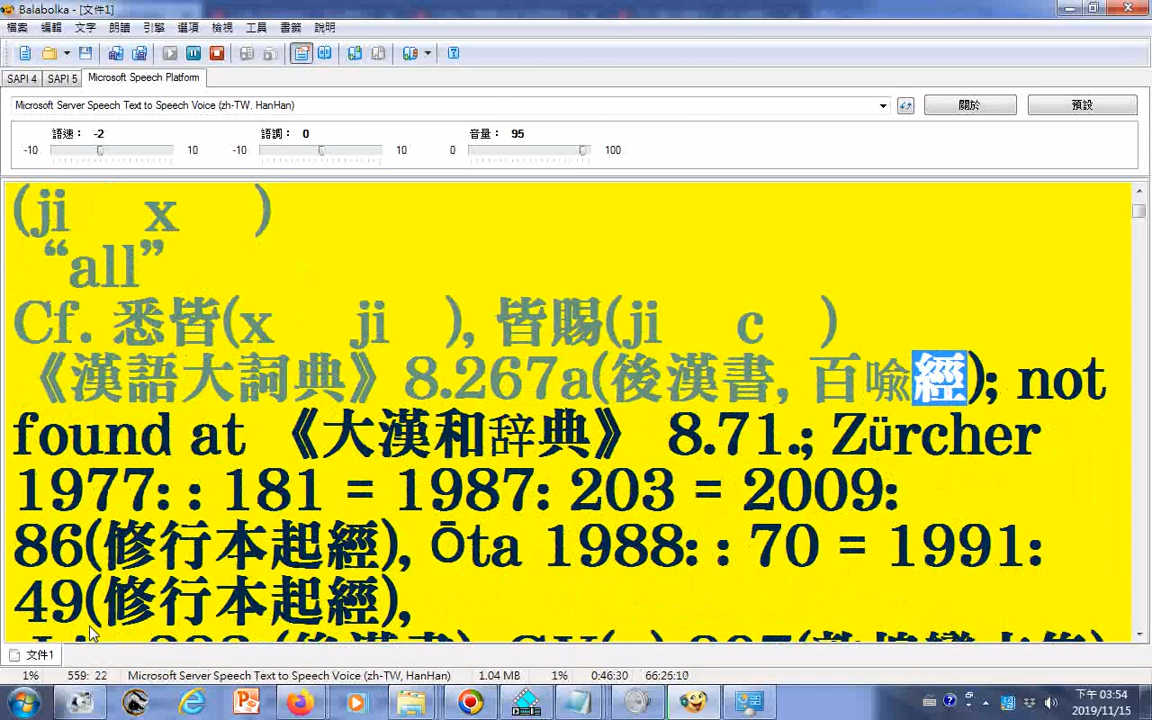 Balabolka - [文件1]
檔案 編輯 文字 朗讀 引擎 選項 檢視 工具 書籤 說明
SAPI 4 SAPI 5 Microsoft Speech Platform
Microsoft Server Speech Text to Speech Voice (zh-TW, HanHan) 關於 預設
語速： -2 語調： 0 音量： 95
-10 10 -10 10 0 100
(ji x )
“all”
Cf. 悉皆(x ji ), 皆賜(ji c )
《漢語大詞典》 8.267a(後漢書, 百喻經); not
found at 《大漢和辞典》 8.71.; Zürcher
1977: : 181 = 1987: 203 = 2009:
86(修行本起經), Ōta 1988: : 70 = 1991:
49(修行本起經),
文件1
1% 559: 22 Microsoft Server Speech Text to Speech Voice (zh-TW, HanHan) 1.04 MB 1% 0:46:30 66:26:10
下午 03:54
2019/11/15